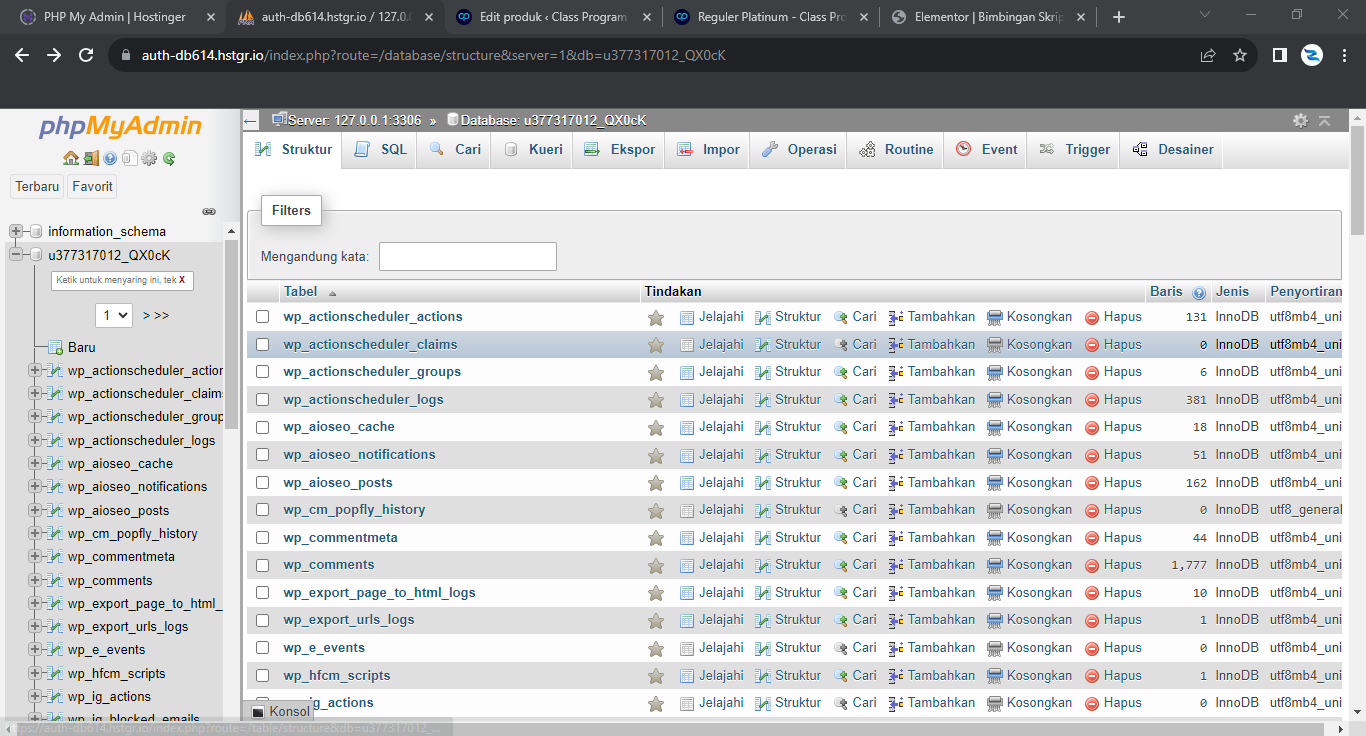 PHP My Admin | Hostinger
auth-db614.hstgr.io / 127.0.
Edit produk ‹ Class Program
Reguler Platinum - Class Pro
Elementor | Bimbingan Skrip
auth-db614.hstgr.io/index.php?route=/database/structure&server=1&db=u377317012_QX0cK
phpMyAdmin
Terbaru Favorit
information_schema
u377317012_QX0cK
Ketik untuk menyaring ini, tek X
1 > >>
Baru
wp_actionscheduler_action
wp_actionscheduler_claims
wp_actionscheduler_group
wp_actionscheduler_logs
wp_aioseo_cache
wp_aioseo_notifications
wp_aioseo_posts
wp_cm_popfly_history
wp_commentmeta
wp_comments
wp_export_page_to_html_
wp_export_urls_logs
wp_e_events
wp_hfcm_scripts
wp_ig_actions
wp_ig_blocked_emails
Server: 127.0.0.1:3306 » Database: u377317012_QX0cK
Struktur SQL Cari Kueri Ekspor Impor Operasi Routine Event Trigger Desainer
Filters
Mengandung kata:
Tabel Tindakan Baris Jenis Penyortiran
wp_actionscheduler_actions Jelajahi Struktur Cari Tambahkan Kosongkan Hapus 131 InnoDB utf8mb4_uni
wp_actionscheduler_claims Jelajahi Struktur Cari Tambahkan Kosongkan Hapus 0 InnoDB utf8mb4_uni
wp_actionscheduler_groups Jelajahi Struktur Cari Tambahkan Kosongkan Hapus 6 InnoDB utf8mb4_uni
wp_actionscheduler_logs Jelajahi Struktur Cari Tambahkan Kosongkan Hapus 381 InnoDB utf8mb4_uni
wp_aioseo_cache Jelajahi Struktur Cari Tambahkan Kosongkan Hapus 18 InnoDB utf8mb4_uni
wp_aioseo_notifications Jelajahi Struktur Cari Tambahkan Kosongkan Hapus 51 InnoDB utf8mb4_uni
wp_aioseo_posts Jelajahi Struktur Cari Tambahkan Kosongkan Hapus 162 InnoDB utf8mb4_uni
wp_cm_popfly_history Jelajahi Struktur Cari Tambahkan Kosongkan Hapus 0 InnoDB utf8_general
wp_commentmeta Jelajahi Struktur Cari Tambahkan Kosongkan Hapus 44 InnoDB utf8mb4_uni
wp_comments Jelajahi Struktur Cari Tambahkan Kosongkan Hapus 1,777 InnoDB utf8mb4_uni
wp_export_page_to_html_logs Jelajahi Struktur Cari Tambahkan Kosongkan Hapus 10 InnoDB utf8mb4_uni
wp_export_urls_logs Jelajahi Struktur Cari Tambahkan Kosongkan Hapus 1 InnoDB utf8mb4_uni
wp_e_events Jelajahi Struktur Cari Tambahkan Kosongkan Hapus 0 InnoDB utf8mb4_uni
wp_hfcm_scripts Jelajahi Struktur Cari Tambahkan Kosongkan Hapus 1 InnoDB utf8mb4_uni
ig_actions Jelajahi Struktur Cari Tambahkan Kosongkan Hapus 0 InnoDB utf8mb4_uni
Konsol
https://auth-db614.hstgr.io/index.php?route=/table/structure&db=u377317012_...